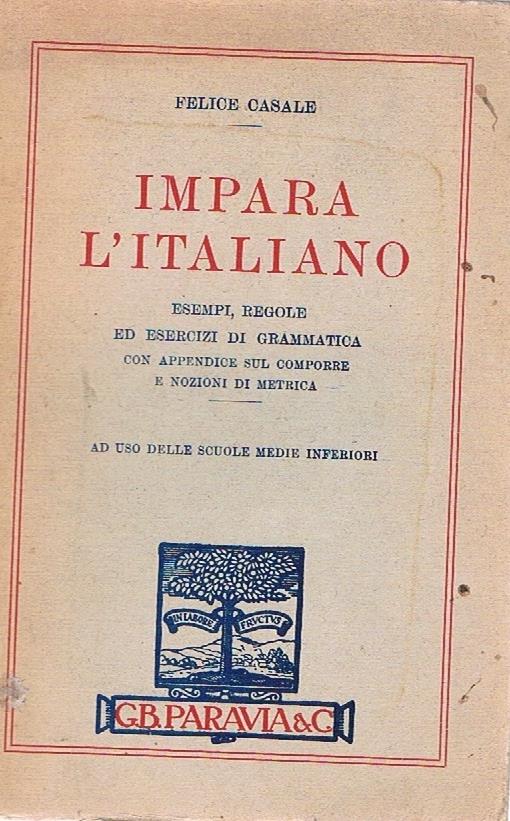 FELICE CASALE
IMPARA
L'ITALIANO
ESEMPI, REGOLE
ED ESERCIZI DI GRAMMATICA
CON APPENDICE SUL COMPORRE
E NOZIONI DI METRICA
AD USO DELLE SCUOLE MEDIE INFERIORI
IN LABORE FRVCTVS
G.B. PARAVIA & C.